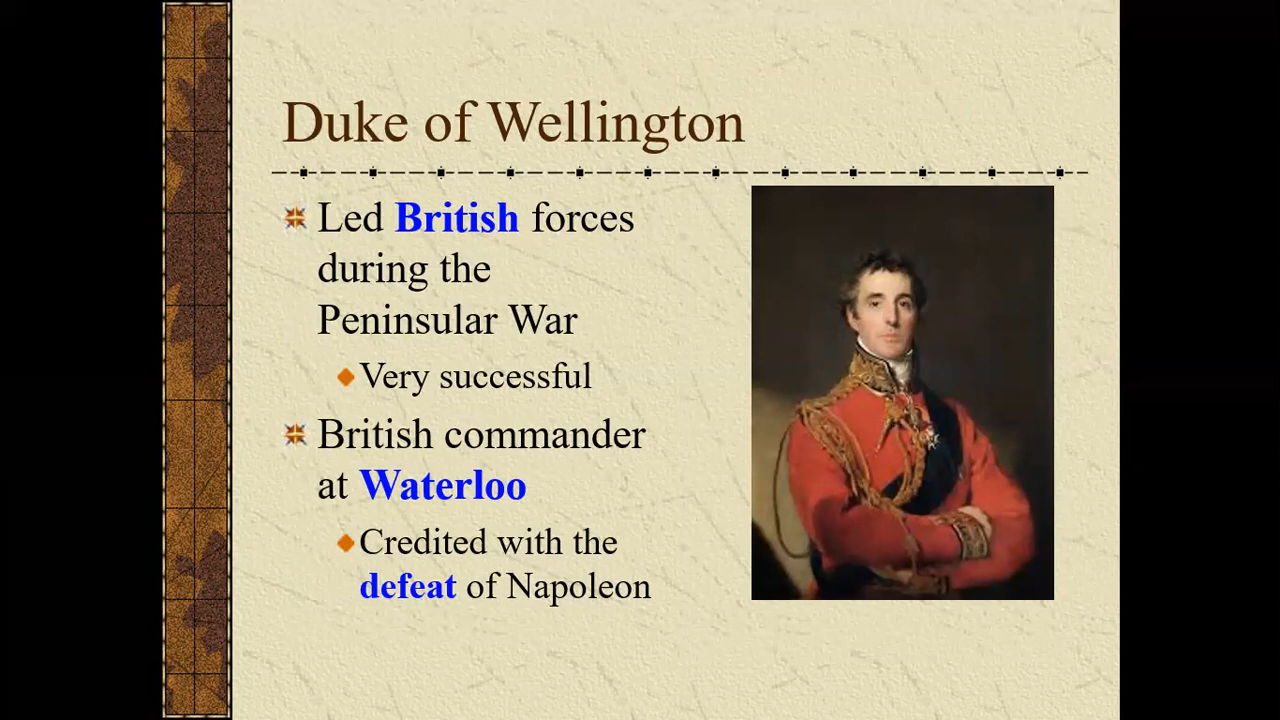 Duke of Wellington
Led British forces
during the
Peninsular War
Very successful
British commander
at Waterloo
Credited with the
defeat of Napoleon